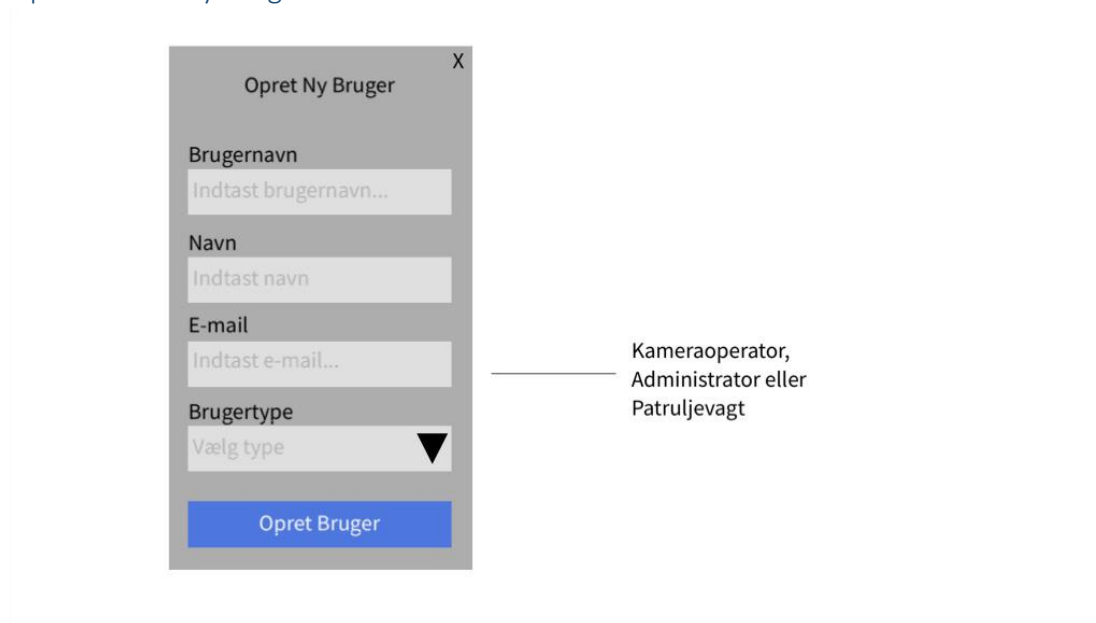 X
Opret Ny Bruger
Brugernavn
Indtast brugernavn...
Navn
Indtast navn
E-mail
Indtast e-mail...
Brugertype
Vælg type
Opret Bruger
Kameraoperator,
Administrator eller
Patruljevagt